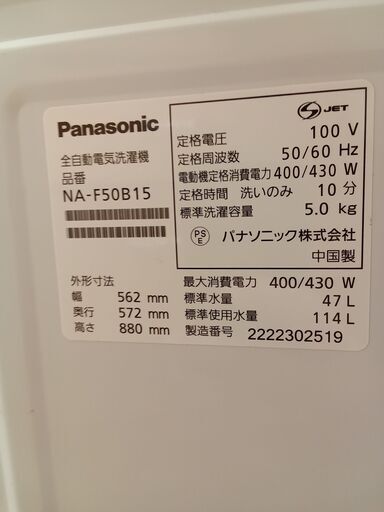 Panasonic
全自動電気洗濯機
品番
NA-F50B15
外形寸法
幅 562 mm
奥行 572 mm
高さ 880 mm
S JET
定格電圧 100 V
定格周波数 50/60 Hz
電動機定格消費電力 400/430 W
定格時間 洗いのみ 10 分
標準洗濯容量 5.0 kg
PS
E
パナソニック株式会社
中国製
最大消費電力 400/430 W
標準水量 47 L
標準使用水量 114 L
製造番号 2222302519